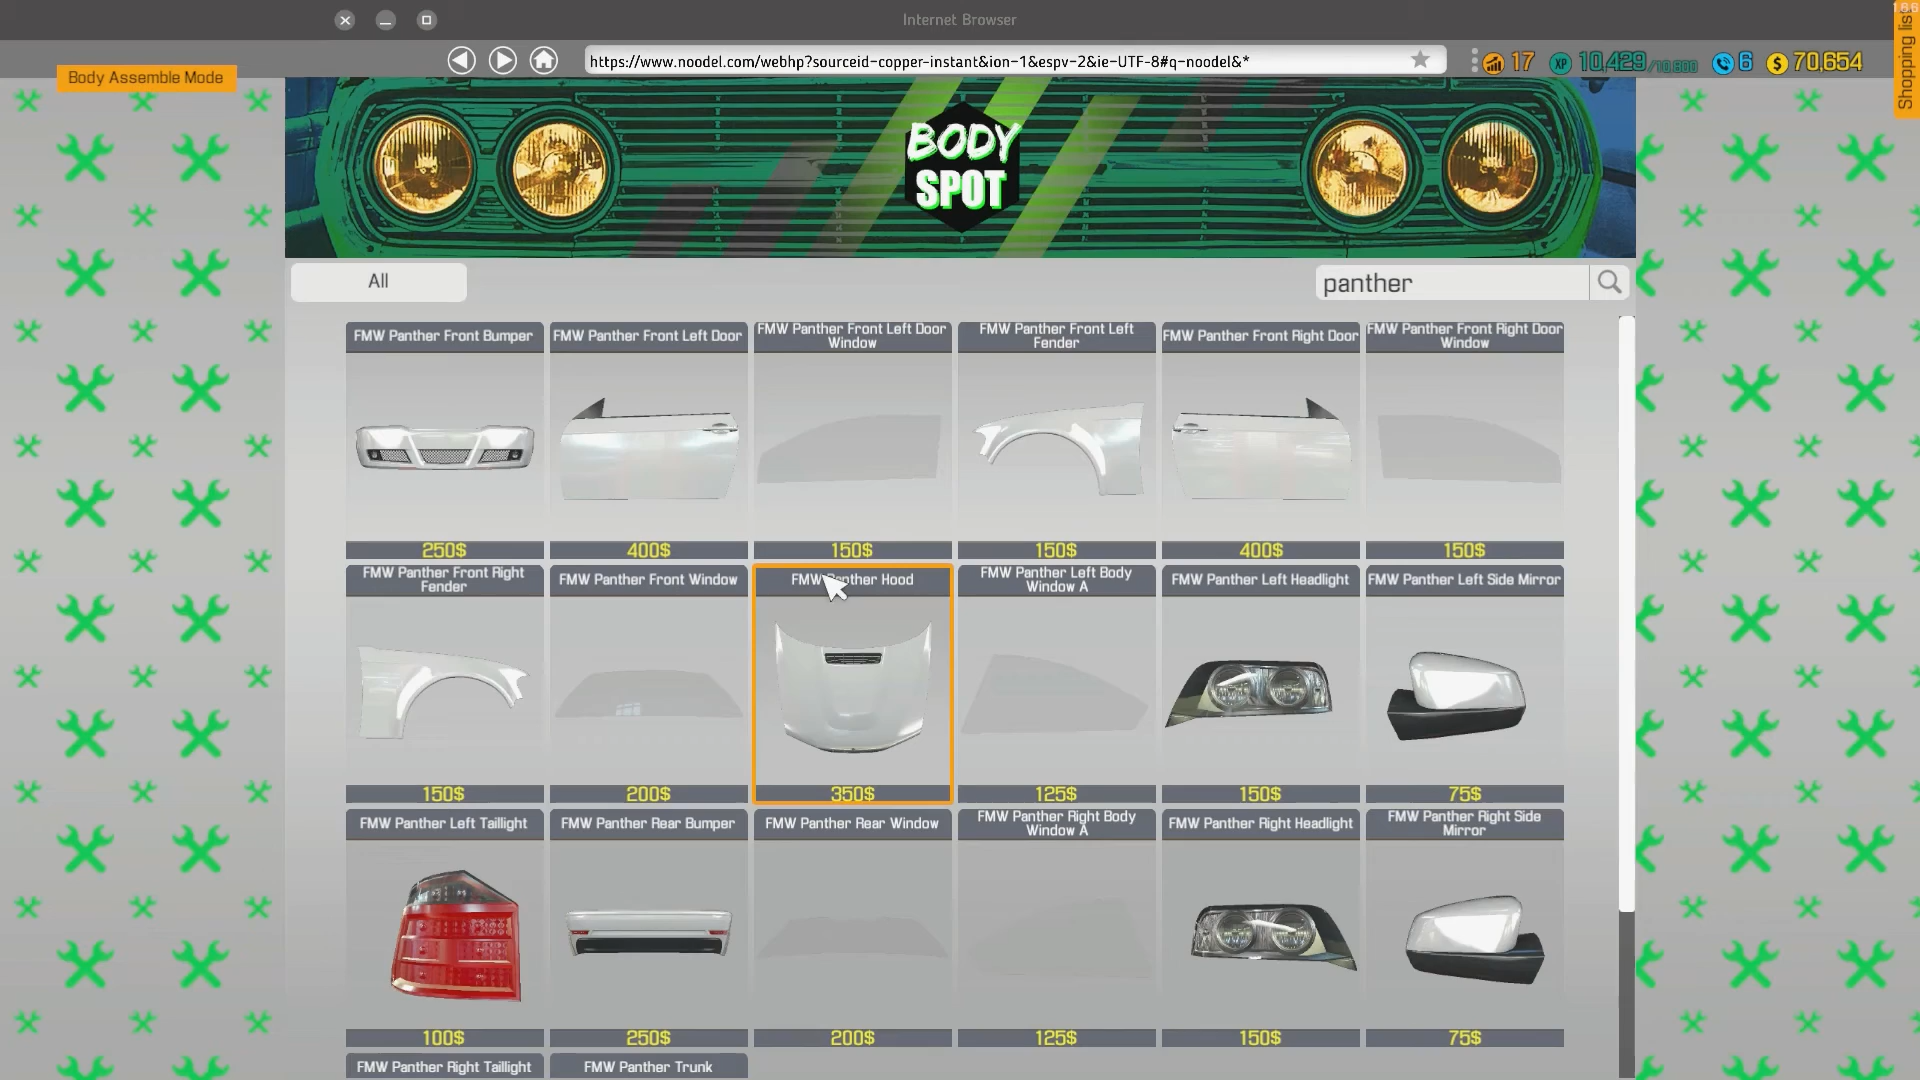 Internet Browser
186
Shopping list
https://www.noodel.com/webhp?sourceid-copper-instant&ion-1&espv-2&ie-UTF-8#q-noodel&*
17
XP 10,429/10,800
6
$ 70,654
Body Assemble Mode
BODY
SPOT
All
panther
FMW Panther Front Bumper
250$
FMW Panther Front Left Door
400$
FMW Panther Front Left Door
Window
150$
FMW Panther Front Left
Fender
150$
FMW Panther Front Right Door
400$
FMW Panther Front Right Door
Window
150$
FMW Panther Front Right
Fender
150$
FMW Panther Front Window
200$
FMW Panther Hood
350$
FMW Panther Left Body
Window A
125$
FMW Panther Left Headlight
150$
FMW Panther Left Side Mirror
75$
FMW Panther Left Taillight
100$
FMW Panther Rear Bumper
250$
FMW Panther Rear Window
200$
FMW Panther Right Body
Window A
125$
FMW Panther Right Headlight
150$
FMW Panther Right Side
Mirror
75$
FMW Panther Right Taillight
FMW Panther Trunk